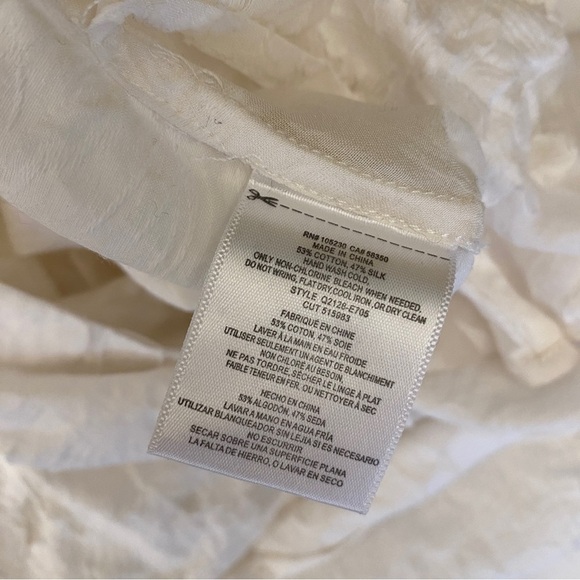 RN# 105230 CA# 56350
MADE IN CHINA
53% COTTON, 47% SILK
HAND WASH COLD,
ONLY NON-CHLORINE BLEACH WHEN NEEDED.
DO NOT WRING, FLAT DRY, COOL IRON, OR DRY CLEAN
STYLE Q2126-E705
CUT 515983
FABRIQUÉ EN CHINE
53% COTON, 47% SOIE
LAVER À LA MAIN EN EAU FROIDE
UTILISER SEULEMENT UN AGENT DE BLANCHIMENT
NON CHLORE AU BESOIN.
NE PAS TORDRE, SÉCHER LE LINGE À PLAT
FAIBLE TENEUR EN FER, OU NETTOYER À SEC
HECHO EN CHINA
53% ALGODÓN, 47% SEDA
LAVAR A MANO EN AGUA FRÍA
UTILIZAR BLANQUEADOR SIN LEJIA SI ES NECESARIO
NO ESCURRIR
SECAR SOBRE UNA SUPERFICIE PLANA
LA FALTA DE HIERRO, O LAVAR EN SECO